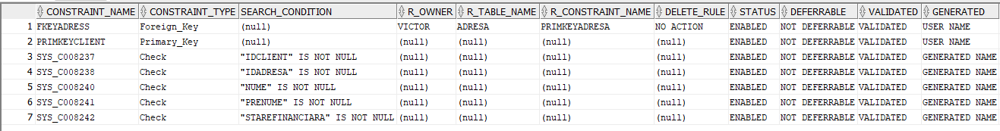 CONSTRAINT_NAME CONSTRAINT_TYPE SEARCH_CONDITION R_OWNER R_TABLE_NAME R_CONSTRAINT_NAME DELETE_RULE STATUS DEFERRABLE VALIDATED GENERATED
1 FKEYADRESS Foreign_Key (null) VICTOR ADRESA PRIMKEYADRESA NO ACTION ENABLED NOT DEFERRABLE VALIDATED USER NAME
2 PRIMKEYCLIENT Primary_Key (null) (null) (null) (null) (null) ENABLED NOT DEFERRABLE VALIDATED USER NAME
3 SYS_C008237 Check "IDCLIENT" IS NOT NULL (null) (null) (null) (null) ENABLED NOT DEFERRABLE VALIDATED GENERATED NAME
4 SYS_C008238 Check "IDADRESA" IS NOT NULL (null) (null) (null) (null) ENABLED NOT DEFERRABLE VALIDATED GENERATED NAME
5 SYS_C008240 Check "NUME" IS NOT NULL (null) (null) (null) (null) ENABLED NOT DEFERRABLE VALIDATED GENERATED NAME
6 SYS_C008241 Check "PRENUME" IS NOT NULL (null) (null) (null) (null) ENABLED NOT DEFERRABLE VALIDATED GENERATED NAME
7 SYS_C008242 Check "STAREFINANCIARA" IS NOT NULL (null) (null) (null) (null) ENABLED NOT DEFERRABLE VALIDATED GENERATED NAME